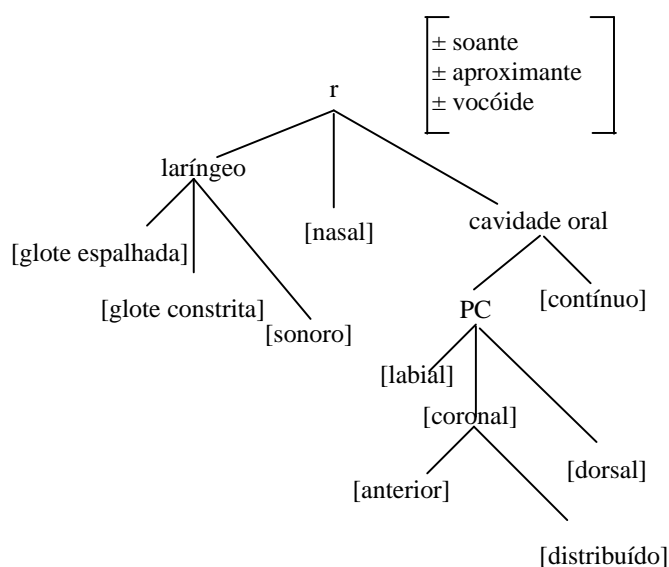 ± soante
± aproximante
± vocóide
r
laríngeo
[nasal]
cavidade oral
[glote espalhada]
[glote constrita]
[sonoro]
PC
[contínuo]
[labial]
[coronal]
[dorsal]
[anterior]
[distribuído]